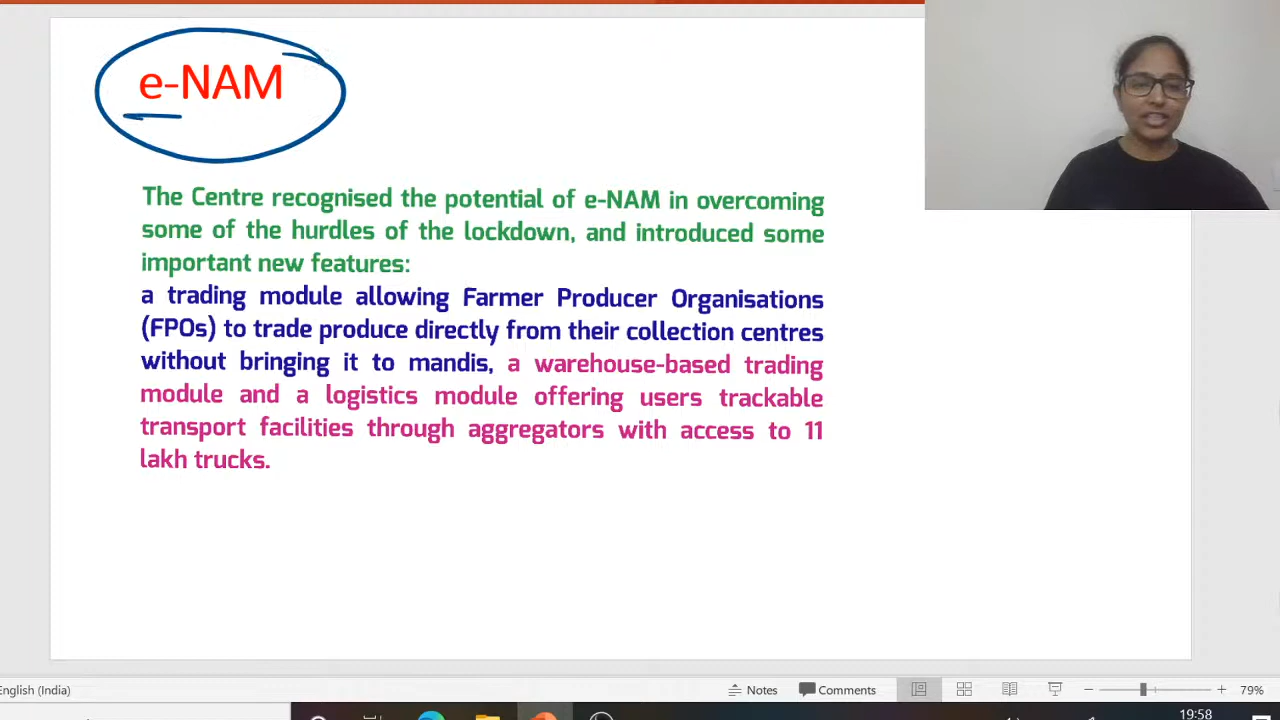 e-NAM
The Centre recognised the potential of e-NAM in overcoming
some of the hurdles of the lockdown, and introduced some
important new features:
a trading module allowing Farmer Producer Organisations
(FPOs) to trade produce directly from their collection centres
without bringing it to mandis, a warehouse-based trading
module and a logistics module offering users trackable
transport facilities through aggregators with access to 11
lakh trucks.
English (India)
Notes
Comments
79%
19:58